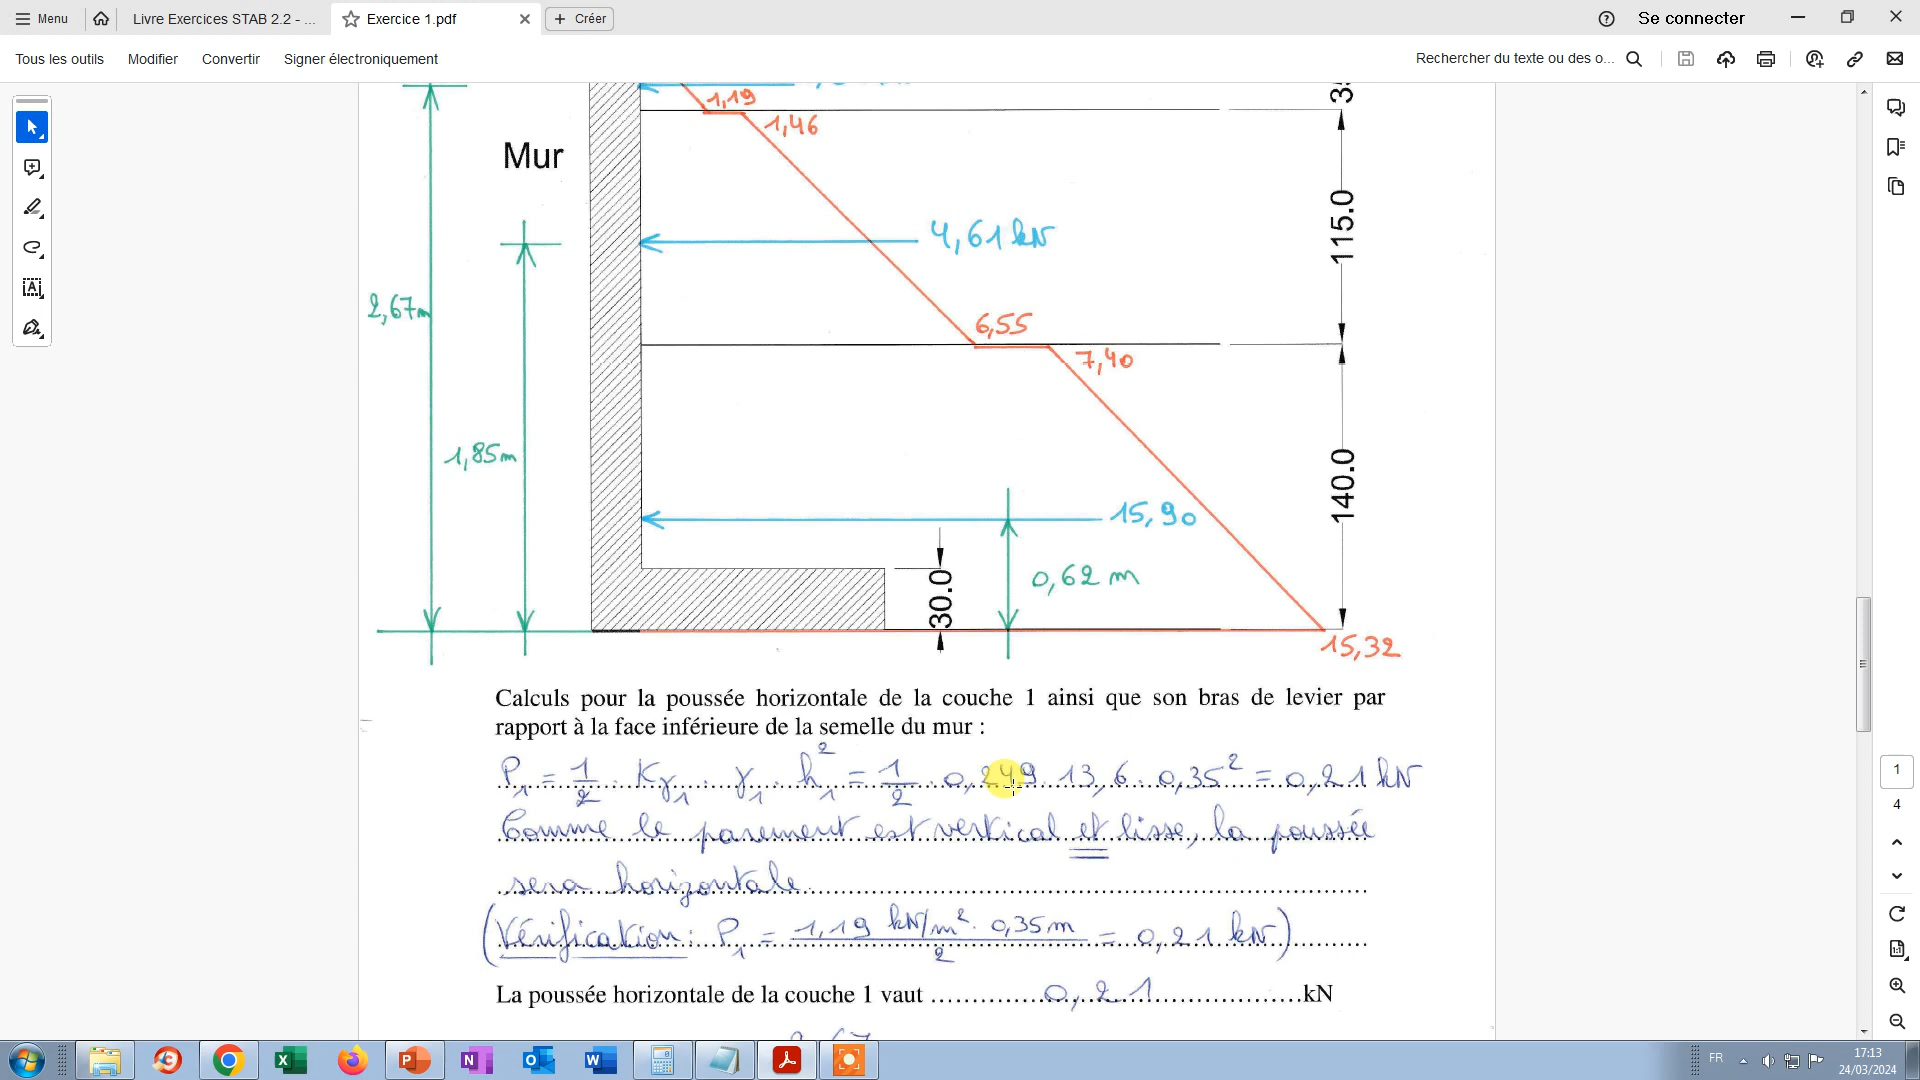 Menu
Livre Exercices STAB 2.2 - ...
Exercice 1.pdf
Créer
Se connecter
Tous les outils
Modifier
Convertir
Signer électroniquement
Rechercher du texte ou des o...
1,19
1,46
Mur
115.0
4,61 kN
2,67m
6,55
7,40
1,85m
140.0
15,90
30.0
0,62 m
15,32
Calculs pour la poussée horizontale de la couche 1 ainsi que son bras de levier par
rapport à la face inférieure de la semelle du mur :
P₁ = 1/2 . Kγ₁ . γ₁ . h₁² = 1/2 . 0,249 . 13,6 . 0,35² = 0,21 kN
Comme le parement est vertical et lisse, la poussée
sera horizontale
(Vérification : P₁ = 1,19 kN/m² . 0,35m / 2 = 0,21 kN)
La poussée horizontale de la couche 1 vaut .......... 0,21 .......... kN
1
4
FR
17:13
24/03/2024